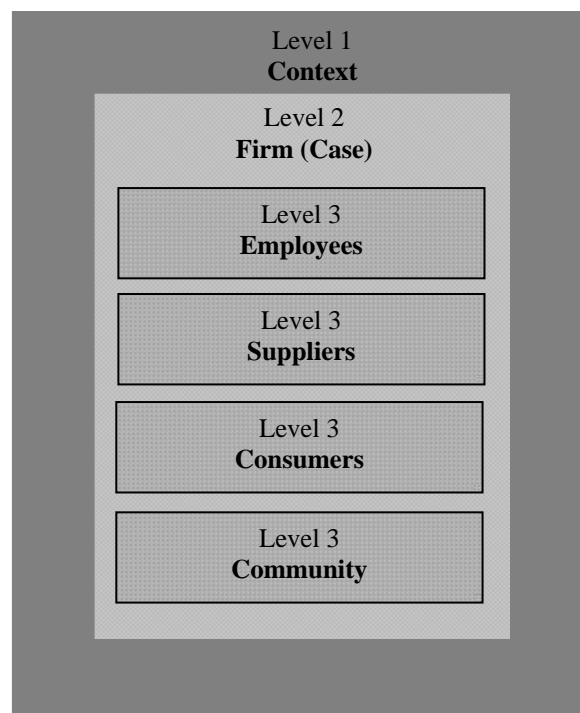 Level 1
Context
Level 2
Firm (Case)
Level 3
Employees
Level 3
Suppliers
Level 3
Consumers
Level 3
Community